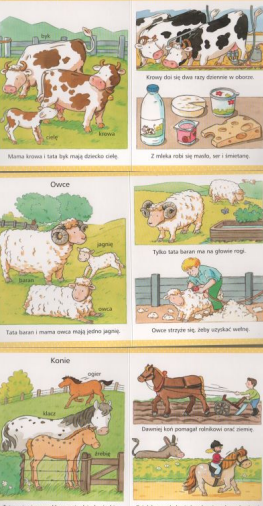 byk
krowa
cielę
Mama krowa i tata byk mają dziecko cielę.
Krowy doi się dwa razy dziennie w oborze.
Z mleka robi się masło, ser i śmietanę.
Owce
jagnię
baran
owca
Tata baran i mama owca mają jedno jagnię.
Tylko tata baran ma na głowie rogi.
Owce strzyże się, żeby uzyskać wełnę.
Konie
ogier
klacz
źrebię
Dawniej koń pomagał rolnikowi orać ziemię.